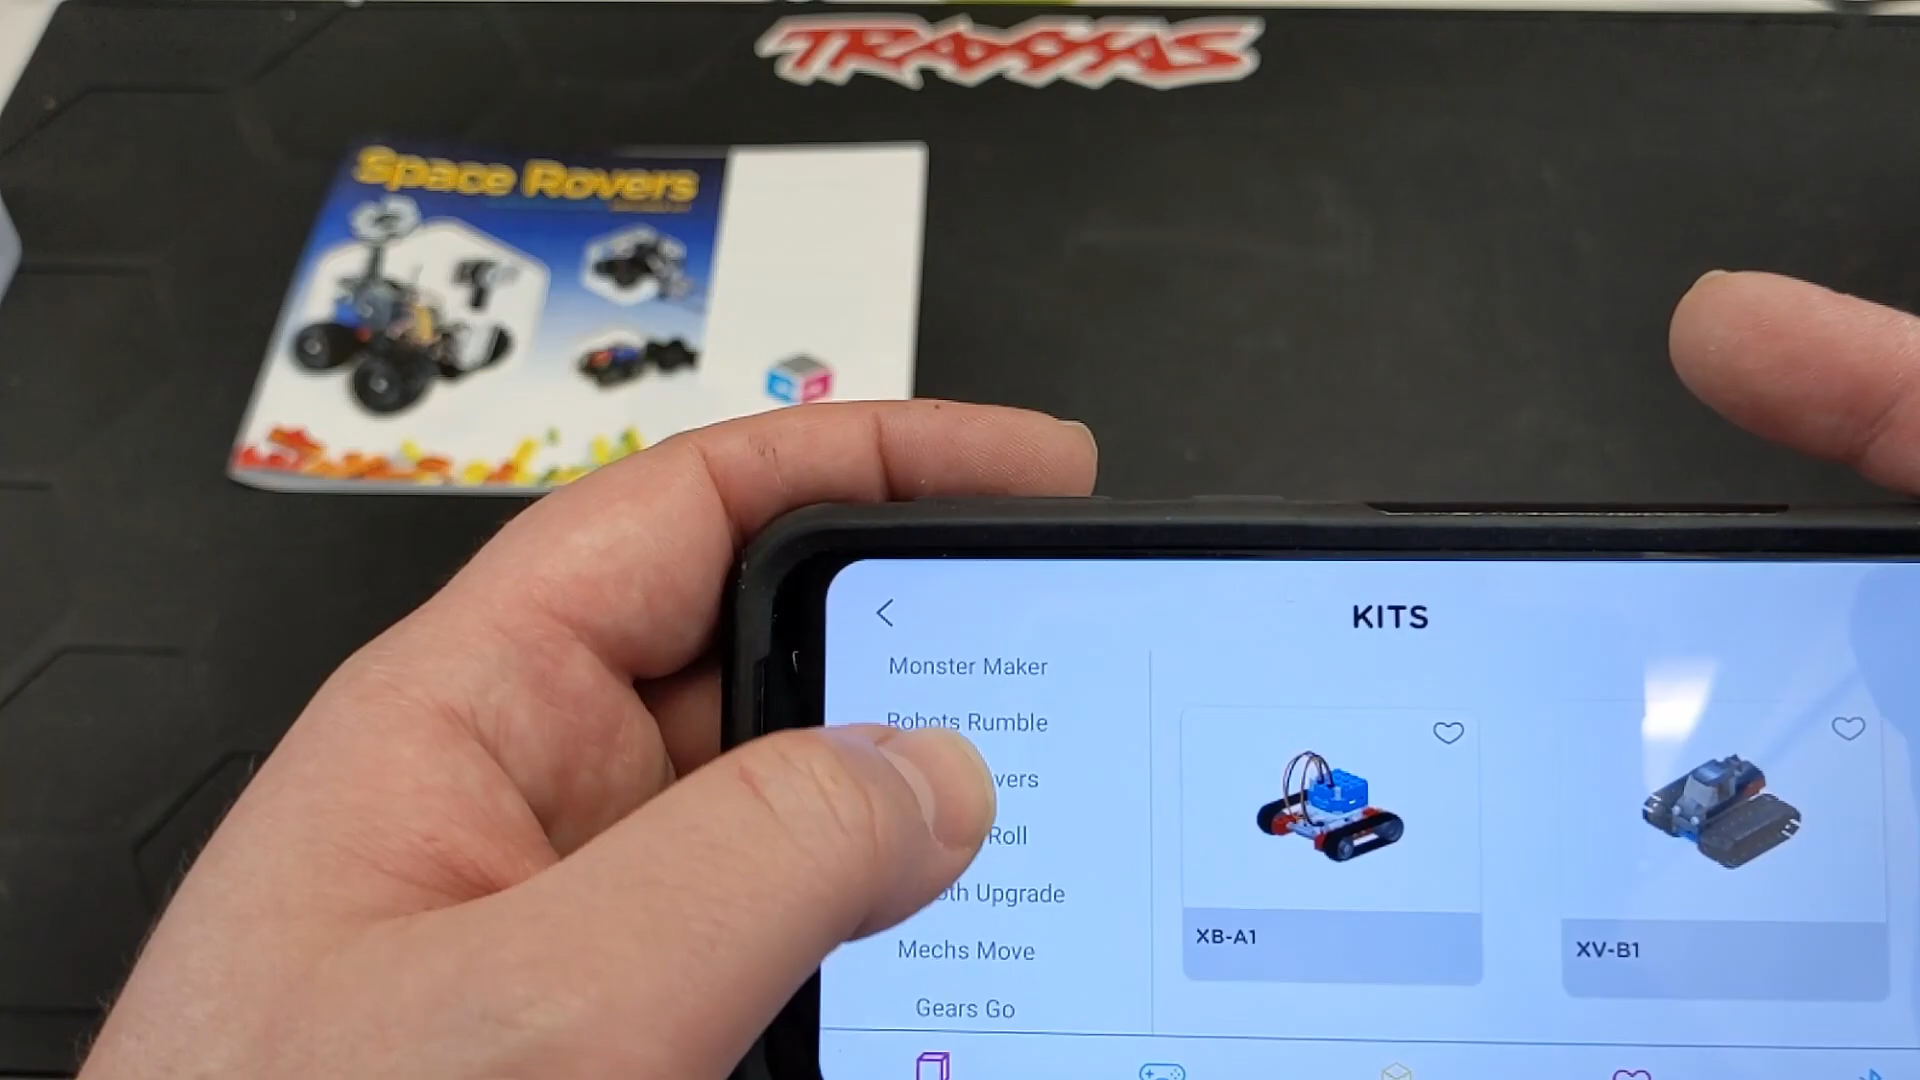 TRAXXAS
Space Rovers
KITS
Monster Maker
Robots Rumble
vers
Roll
oth Upgrade
Mechs Move
Gears Go
XB-A1
XV-B1